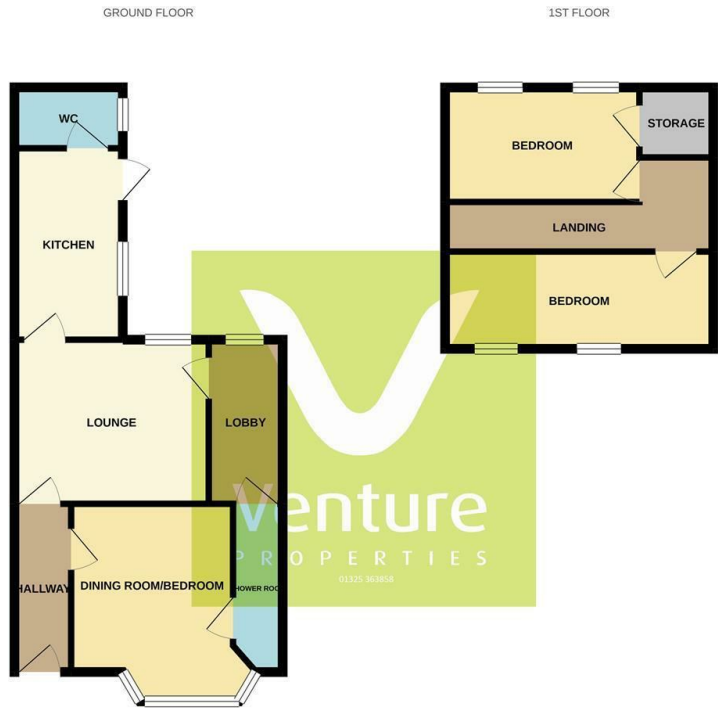 GROUND FLOOR
1ST FLOOR
WC
KITCHEN
LOUNGE
LOBBY
HALLWAY
DINING ROOM/BEDROOM
HOWER ROO
BEDROOM
STORAGE
LANDING
BEDROOM
Venture
PROPERTIES
01325 363858